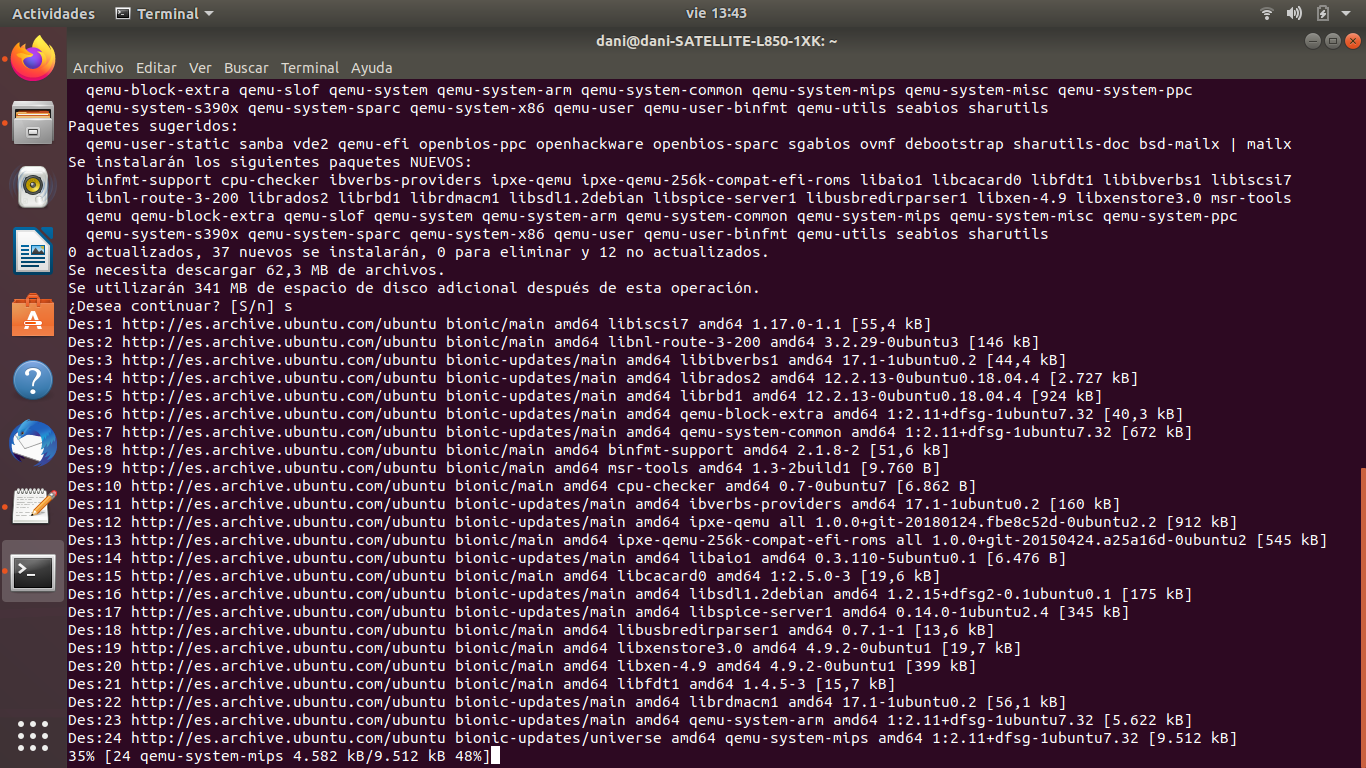 Actividades Terminal vie 13:43
dani@dani-SATELLITE-L850-1XK: ~
Archivo Editar Ver Buscar Terminal Ayuda
qemu-block-extra qemu-slof qemu-system qemu-system-arm qemu-system-common qemu-system-mips qemu-system-misc qemu-system-ppc
qemu-system-s390x qemu-system-sparc qemu-system-x86 qemu-user qemu-user-binfmt qemu-utils seabios sharutils
Paquetes sugeridos:
qemu-user-static samba vde2 qemu-efi openbios-ppc openhackware openbios-sparc sgabios ovmf debootstrap sharutils-doc bsd-mailx | mailx
Se instalarán los siguientes paquetes NUEVOS:
binfmt-support cpu-checker ibverbs-providers ipxe-qemu ipxe-qemu-256k-compat-efi-roms libaio1 libcacard0 libfdt1 libibverbs1 libiscsi7
libnl-route-3-200 librados2 librbd1 librdmacm1 libsdl1.2debian libspice-server1 libusbredirparser1 libxen-4.9 libxenstore3.0 msr-tools
qemu qemu-block-extra qemu-slof qemu-system qemu-system-arm qemu-system-common qemu-system-mips qemu-system-misc qemu-system-ppc
qemu-system-s390x qemu-system-sparc qemu-system-x86 qemu-user qemu-user-binfmt qemu-utils seabios sharutils
0 actualizados, 37 nuevos se instalarán, 0 para eliminar y 12 no actualizados.
Se necesita descargar 62,3 MB de archivos.
Se utilizarán 341 MB de espacio de disco adicional después de esta operación.
¿Desea continuar? [S/n] s
Des:1 http://es.archive.ubuntu.com/ubuntu bionic/main amd64 libiscsi7 amd64 1.17.0-1.1 [55,4 kB]
Des:2 http://es.archive.ubuntu.com/ubuntu bionic/main amd64 libnl-route-3-200 amd64 3.2.29-0ubuntu3 [146 kB]
Des:3 http://es.archive.ubuntu.com/ubuntu bionic-updates/main amd64 libibverbs1 amd64 17.1-1ubuntu0.2 [44,4 kB]
Des:4 http://es.archive.ubuntu.com/ubuntu bionic-updates/main amd64 librados2 amd64 12.2.13-0ubuntu0.18.04.4 [2.727 kB]
Des:5 http://es.archive.ubuntu.com/ubuntu bionic-updates/main amd64 librbd1 amd64 12.2.13-0ubuntu0.18.04.4 [924 kB]
Des:6 http://es.archive.ubuntu.com/ubuntu bionic-updates/main amd64 qemu-block-extra amd64 1:2.11+dfsg-1ubuntu7.32 [40,3 kB]
Des:7 http://es.archive.ubuntu.com/ubuntu bionic-updates/main amd64 qemu-system-common amd64 1:2.11+dfsg-1ubuntu7.32 [672 kB]
Des:8 http://es.archive.ubuntu.com/ubuntu bionic/main amd64 binfmt-support amd64 2.1.8-2 [51,6 kB]
Des:9 http://es.archive.ubuntu.com/ubuntu bionic/main amd64 msr-tools amd64 1.3-2build1 [9.760 B]
Des:10 http://es.archive.ubuntu.com/ubuntu bionic/main amd64 cpu-checker amd64 0.7-0ubuntu7 [6.862 B]
Des:11 http://es.archive.ubuntu.com/ubuntu bionic-updates/main amd64 ibverbs-providers amd64 17.1-1ubuntu0.2 [160 kB]
Des:12 http://es.archive.ubuntu.com/ubuntu bionic-updates/main amd64 ipxe-qemu all 1.0.0+git-20180124.fbe8c52d-0ubuntu2.2 [912 kB]
Des:13 http://es.archive.ubuntu.com/ubuntu bionic/main amd64 ipxe-qemu-256k-compat-efi-roms all 1.0.0+git-20150424.a25a16d-0ubuntu2 [545 kB]
Des:14 http://es.archive.ubuntu.com/ubuntu bionic-updates/main amd64 libaio1 amd64 0.3.110-5ubuntu0.1 [6.476 B]
Des:15 http://es.archive.ubuntu.com/ubuntu bionic/main amd64 libcacard0 amd64 1:2.5.0-3 [19,6 kB]
Des:16 http://es.archive.ubuntu.com/ubuntu bionic-updates/main amd64 libsdl1.2debian amd64 1.2.15+dfsg2-0.1ubuntu0.1 [175 kB]
Des:17 http://es.archive.ubuntu.com/ubuntu bionic-updates/main amd64 libspice-server1 amd64 0.14.0-1ubuntu2.4 [345 kB]
Des:18 http://es.archive.ubuntu.com/ubuntu bionic/main amd64 libusbredirparser1 amd64 0.7.1-1 [13,6 kB]
Des:19 http://es.archive.ubuntu.com/ubuntu bionic/main amd64 libxenstore3.0 amd64 4.9.2-0ubuntu1 [19,7 kB]
Des:20 http://es.archive.ubuntu.com/ubuntu bionic/main amd64 libxen-4.9 amd64 4.9.2-0ubuntu1 [399 kB]
Des:21 http://es.archive.ubuntu.com/ubuntu bionic/main amd64 libfdt1 amd64 1.4.5-3 [15,7 kB]
Des:22 http://es.archive.ubuntu.com/ubuntu bionic-updates/main amd64 librdmacm1 amd64 17.1-1ubuntu0.2 [56,1 kB]
Des:23 http://es.archive.ubuntu.com/ubuntu bionic-updates/main amd64 qemu-system-arm amd64 1:2.11+dfsg-1ubuntu7.32 [5.622 kB]
Des:24 http://es.archive.ubuntu.com/ubuntu bionic-updates/universe amd64 qemu-system-mips amd64 1:2.11+dfsg-1ubuntu7.32 [9.512 kB]
35% [24 qemu-system-mips 4.582 kB/9.512 kB 48%]